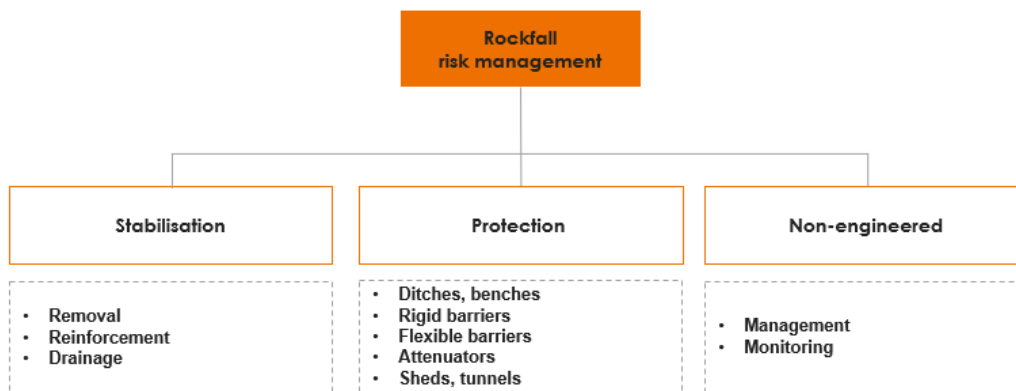 Rockfall
risk management
Stabilisation
Protection
Non-engineered
• Removal
• Reinforcement
• Drainage
• Ditches, benches
• Rigid barriers
• Flexible barriers
• Attenuators
• Sheds, tunnels
• Management
• Monitoring